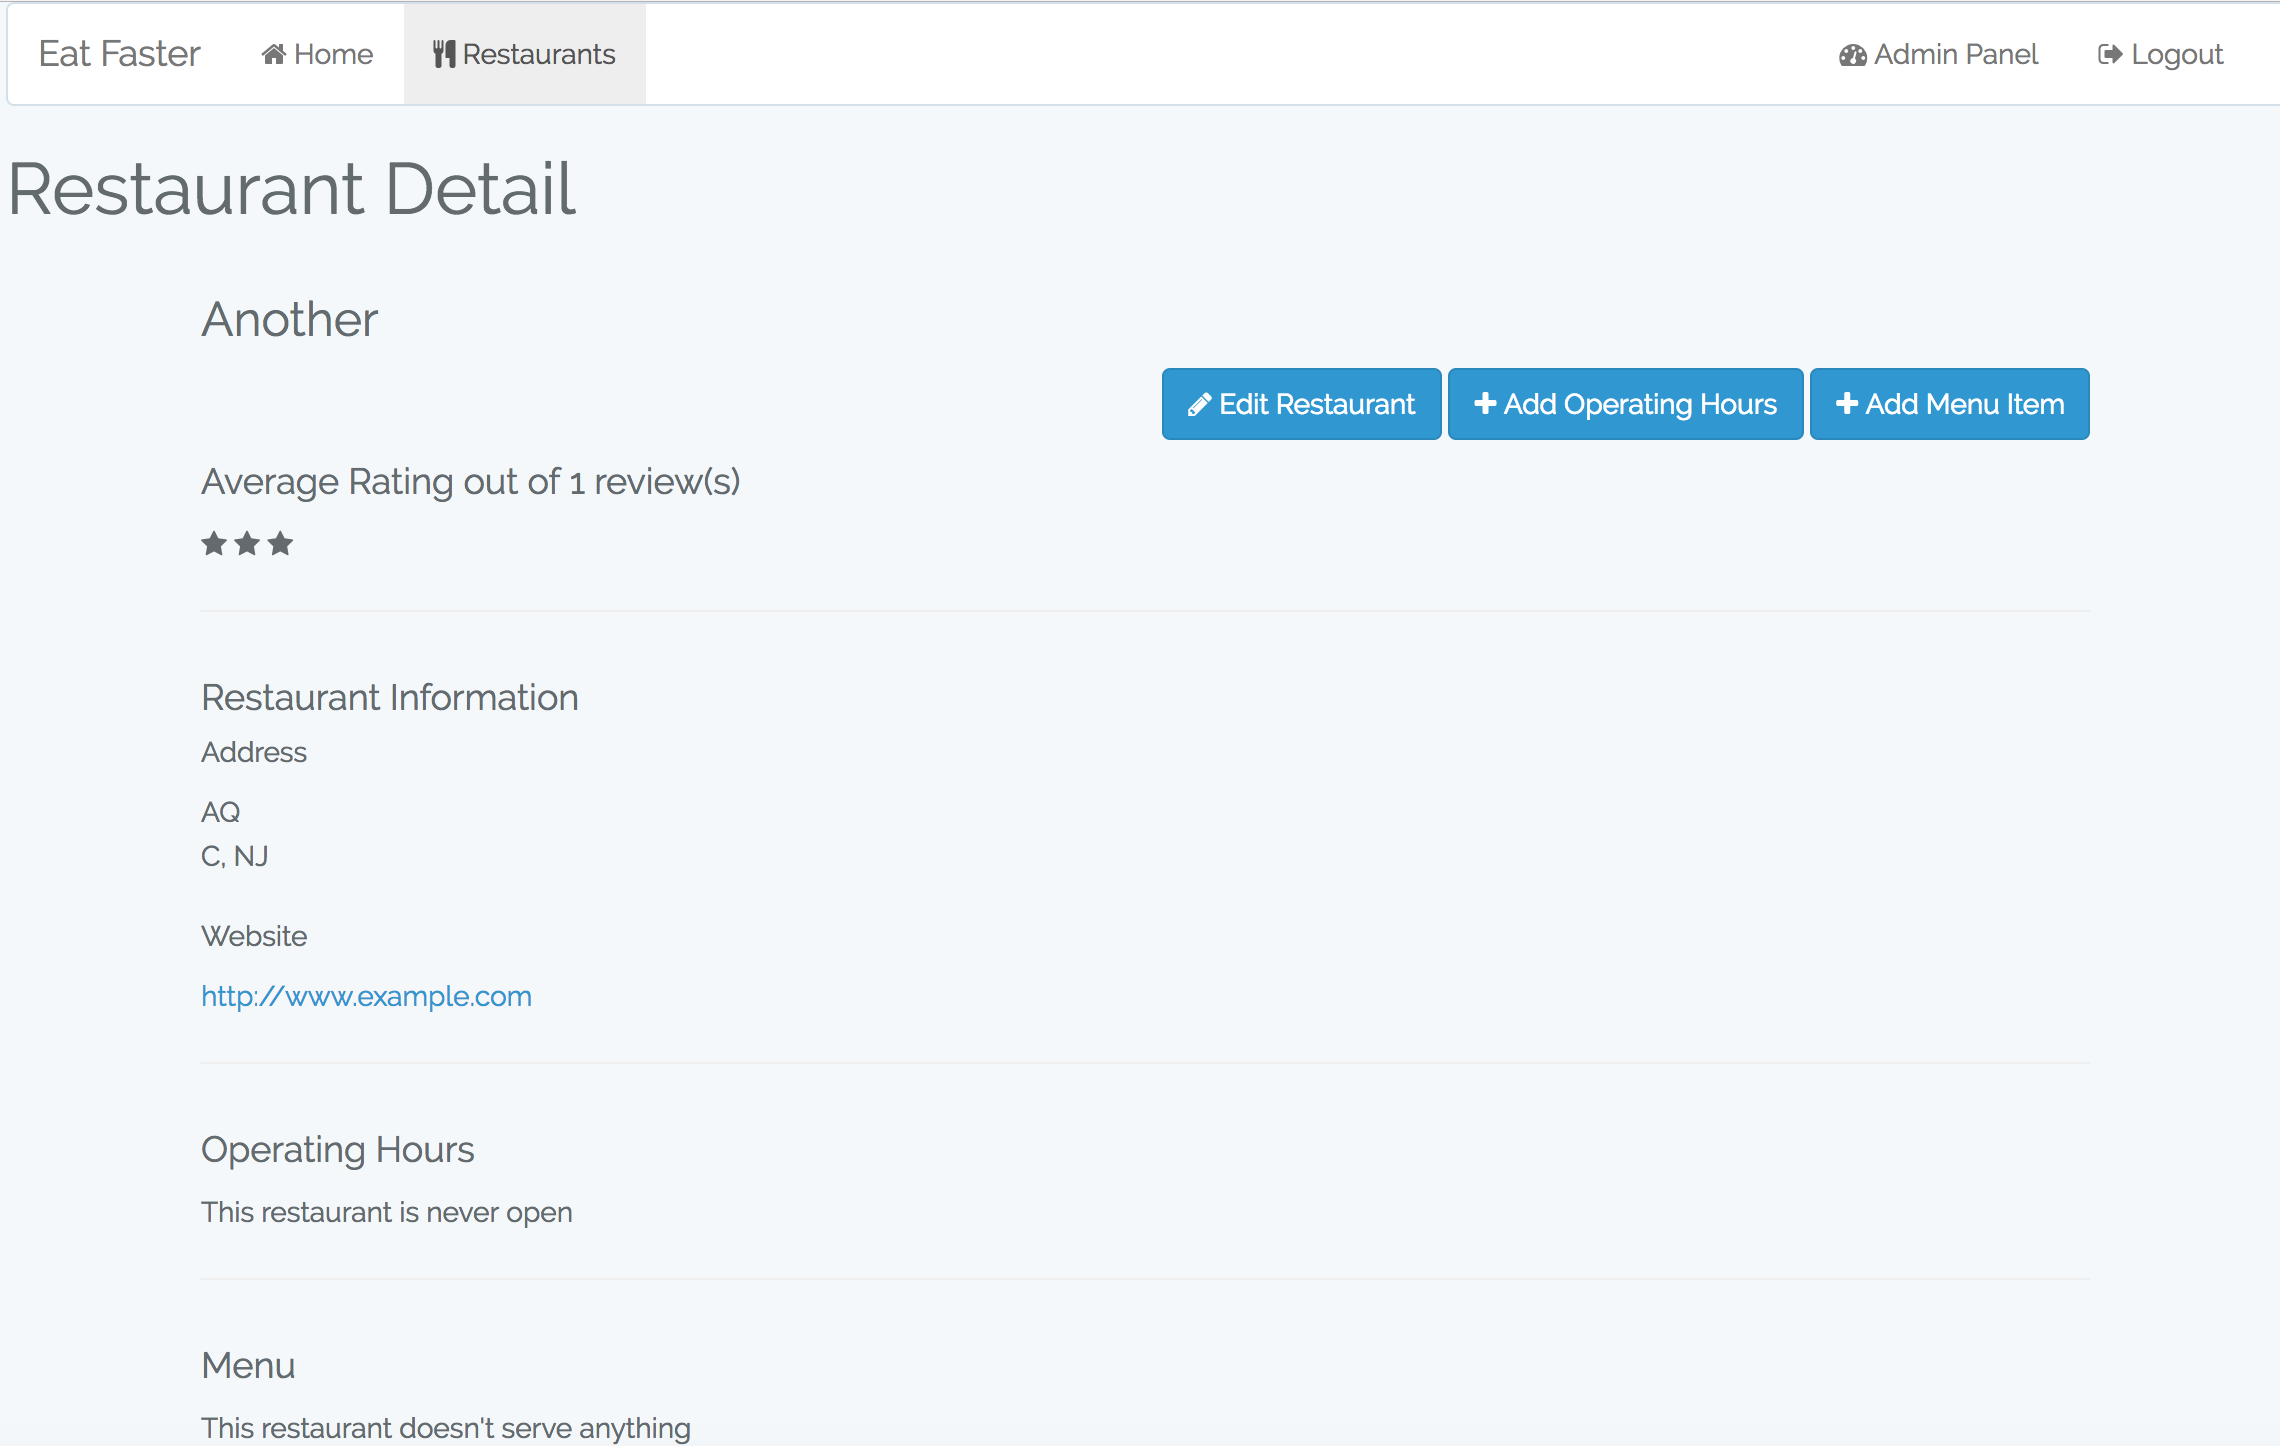 Eat Faster Home Restaurants Admin Panel Logout
Restaurant Detail
Another
Edit Restaurant Add Operating Hours Add Menu Item
Average Rating out of 1 review(s)
Restaurant Information
Address
AQ
C, NJ
Website
http://www.example.com
Operating Hours
This restaurant is never open
Menu
This restaurant doesn't serve anything